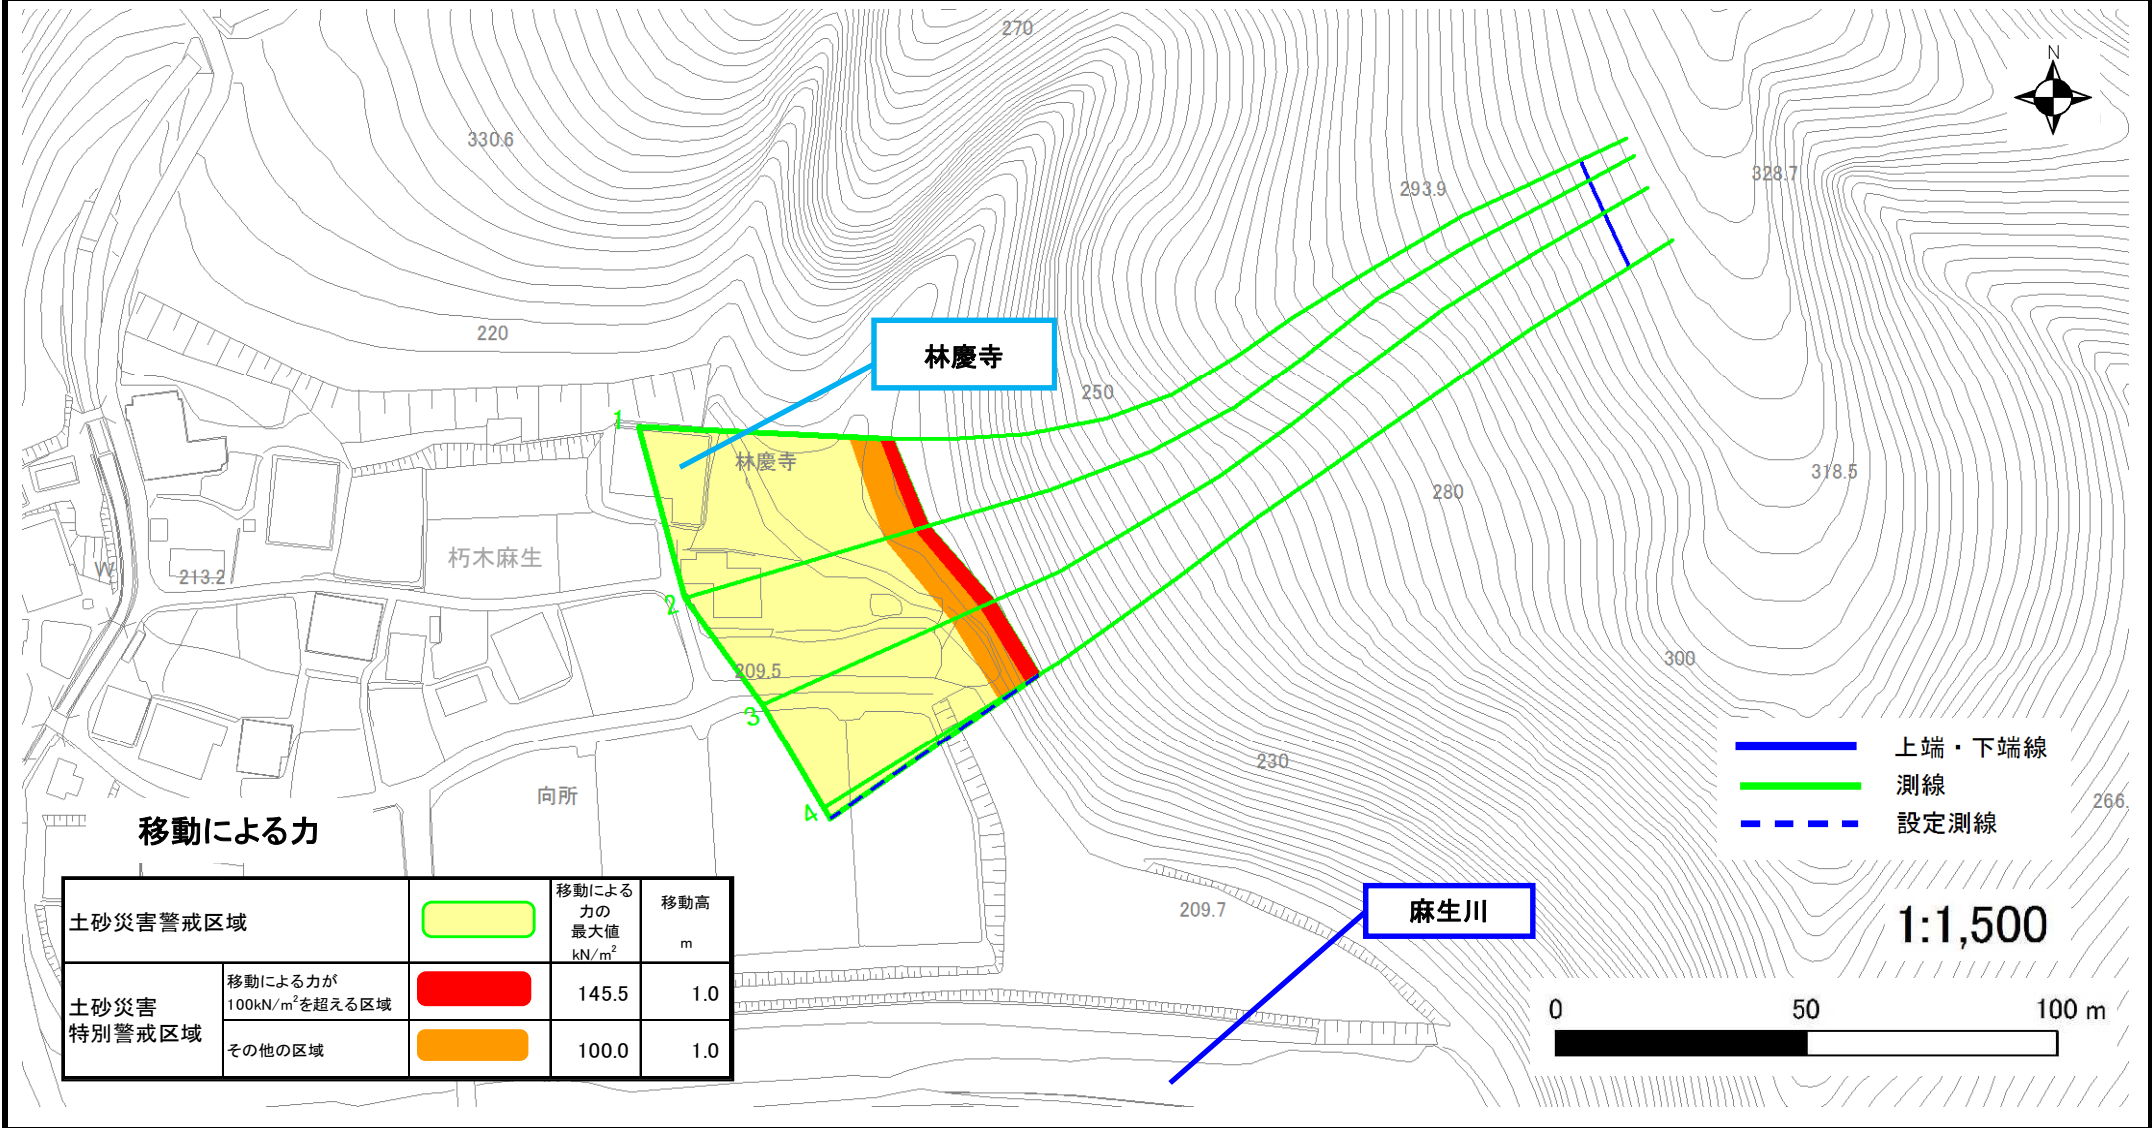 270
N
330.6
328.7
293.9
220
林慶寺
250
1
林慶寺
318.5
280
朽木麻生
W
213.2
2
209.5
300
3
230
上端・下端線
向所
測線
266.
4
設定測線
移動による力
土砂災害警戒区域
移動による
力の
最大値
kN/m²
移動高
m
209.7
麻生川
1:1,500
土砂災害
特別警戒区域
移動による力が
100kN/m²を超える区域
145.5
1.0
その他の区域
100.0
1.0
0 50 100 m